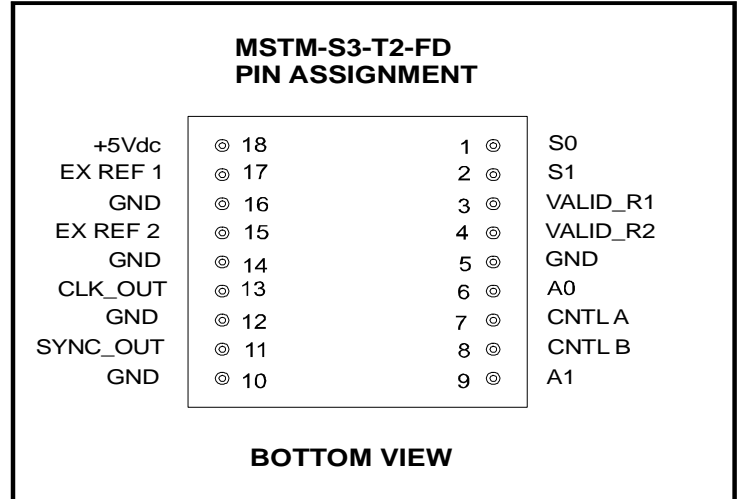 MSTM-S3-T2-FD
PIN ASSIGNMENT
+5Vdc 18 1 S0
EX REF 1 17 2 S1
GND 16 3 VALID_R1
EX REF 2 15 4 VALID_R2
GND 14 5 GND
CLK_OUT 13 6 A0
GND 12 7 CNTL A
SYNC_OUT 11 8 CNTL B
GND 10 9 A1
BOTTOM VIEW